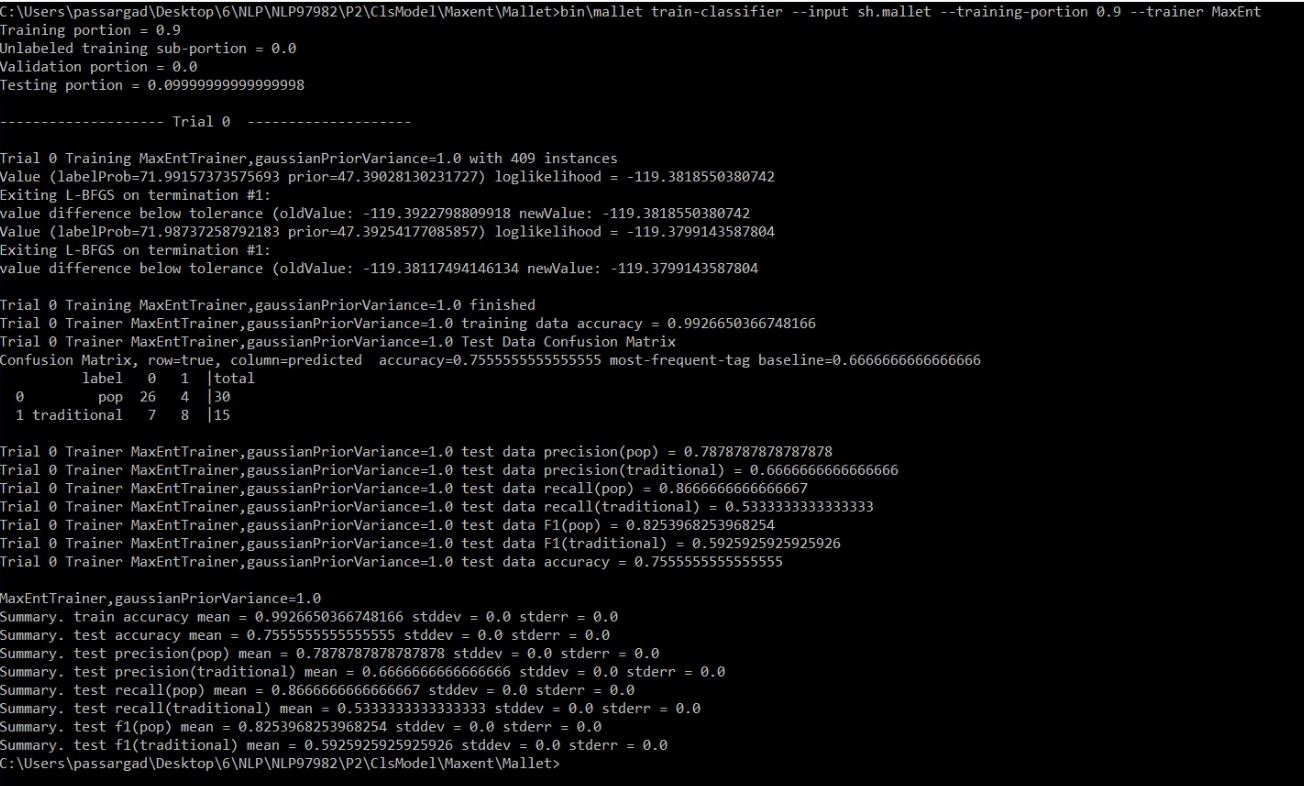 C:\Users\passargad\Desktop\6\NLP\NLP97982\P2\ClsModel\Maxent\Mallet>bin\mallet train-classifier --input sh.mallet --training-portion 0.9 --trainer MaxEnt
Training portion = 0.9
Unlabeled training sub-portion = 0.0
Validation portion = 0.0
Testing portion = 0.09999999999999998
-------------------- Trial 0  --------------------
Trial 0 Training MaxEntTrainer,gaussianPriorVariance=1.0 with 409 instances
Value (labelProb=71.99157373575693 prior=47.39028130231727) loglikelihood = -119.3818550380742
Exiting L-BFGS on termination #1:
value difference below tolerance (oldValue: -119.3922798809918 newValue: -119.3818550380742
Value (labelProb=71.98737258792183 prior=47.39254177085857) loglikelihood = -119.3799143587804
Exiting L-BFGS on termination #1:
value difference below tolerance (oldValue: -119.38117494146134 newValue: -119.3799143587804
Trial 0 Training MaxEntTrainer,gaussianPriorVariance=1.0 finished
Trial 0 Trainer MaxEntTrainer,gaussianPriorVariance=1.0 training data accuracy = 0.9926650366748166
Trial 0 Trainer MaxEntTrainer,gaussianPriorVariance=1.0 Test Data Confusion Matrix
Confusion Matrix, row=true, column=predicted  accuracy=0.7555555555555555 most-frequent-tag baseline=0.6666666666666666
label   0   1  |total
0         pop  26   4  |30
1 traditional   7   8  |15
Trial 0 Trainer MaxEntTrainer,gaussianPriorVariance=1.0 test data precision(pop) = 0.7878787878787878
Trial 0 Trainer MaxEntTrainer,gaussianPriorVariance=1.0 test data precision(traditional) = 0.6666666666666666
Trial 0 Trainer MaxEntTrainer,gaussianPriorVariance=1.0 test data recall(pop) = 0.8666666666666667
Trial 0 Trainer MaxEntTrainer,gaussianPriorVariance=1.0 test data recall(traditional) = 0.5333333333333333
Trial 0 Trainer MaxEntTrainer,gaussianPriorVariance=1.0 test data F1(pop) = 0.8253968253968254
Trial 0 Trainer MaxEntTrainer,gaussianPriorVariance=1.0 test data F1(traditional) = 0.5925925925925926
Trial 0 Trainer MaxEntTrainer,gaussianPriorVariance=1.0 test data accuracy = 0.7555555555555555
MaxEntTrainer,gaussianPriorVariance=1.0
Summary. train accuracy mean = 0.9926650366748166 stddev = 0.0 stderr = 0.0
Summary. test accuracy mean = 0.7555555555555555 stddev = 0.0 stderr = 0.0
Summary. test precision(pop) mean = 0.7878787878787878 stddev = 0.0 stderr = 0.0
Summary. test precision(traditional) mean = 0.6666666666666666 stddev = 0.0 stderr = 0.0
Summary. test recall(pop) mean = 0.8666666666666667 stddev = 0.0 stderr = 0.0
Summary. test recall(traditional) mean = 0.5333333333333333 stddev = 0.0 stderr = 0.0
Summary. test f1(pop) mean = 0.8253968253968254 stddev = 0.0 stderr = 0.0
Summary. test f1(traditional) mean = 0.5925925925925926 stddev = 0.0 stderr = 0.0
C:\Users\passargad\Desktop\6\NLP\NLP97982\P2\ClsModel\Maxent\Mallet>